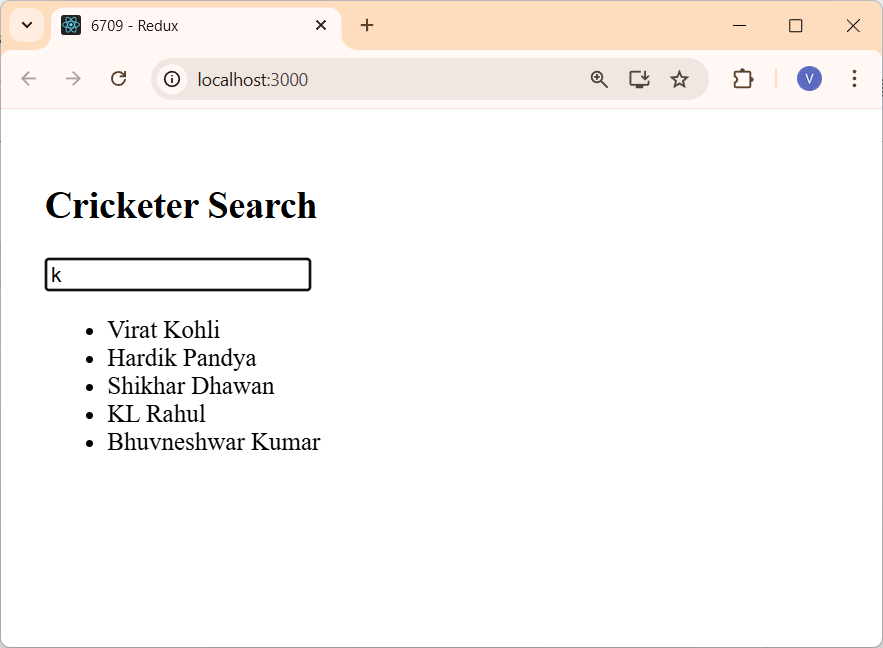 6709 - Redux
localhost:3000
V
Cricketer Search
k
Virat Kohli
Hardik Pandya
Shikhar Dhawan
KL Rahul
Bhuvneshwar Kumar